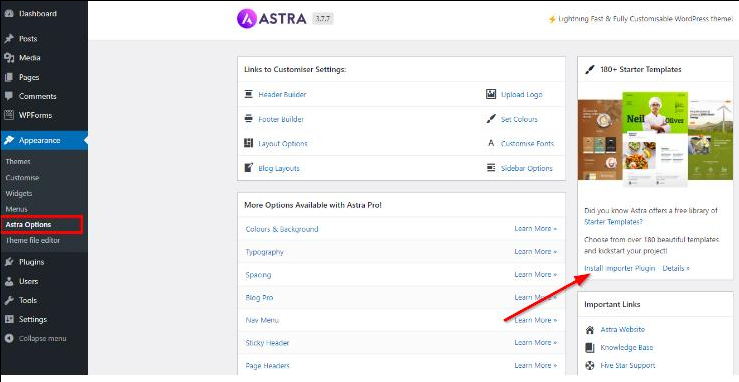 Dashboard
Posts
Media
Pages
Comments
WPForms
Appearance
Themes
Customise
Widgets
Menus
Astra Options
Theme file editor
Plugins
Users
Tools
Settings
Collapse menu
ASTRA 3.7.7
Lightning Fast & Fully Customisable WordPress theme!
Links to Customiser Settings:
Header Builder
Upload Logo
Footer Builder
Set Colours
Layout Options
Customise Fonts
Blog Layouts
Sidebar Options
More Options Available with Astra Pro!
Colours & Background Learn More »
Typography Learn More »
Spacing Learn More »
Blog Pro Learn More »
Nav Menu Learn More »
Sticky Header Learn More »
Page Headers Learn More »
180+ Starter Templates
Neil Oliver
Did you know Astra offers a free library of
Starter Templates?
Choose from over 180 beautiful templates
and kickstart your project!
Install Importer Plugin Details »
Important Links
Astra Website
Knowledge Base
Five Star Support